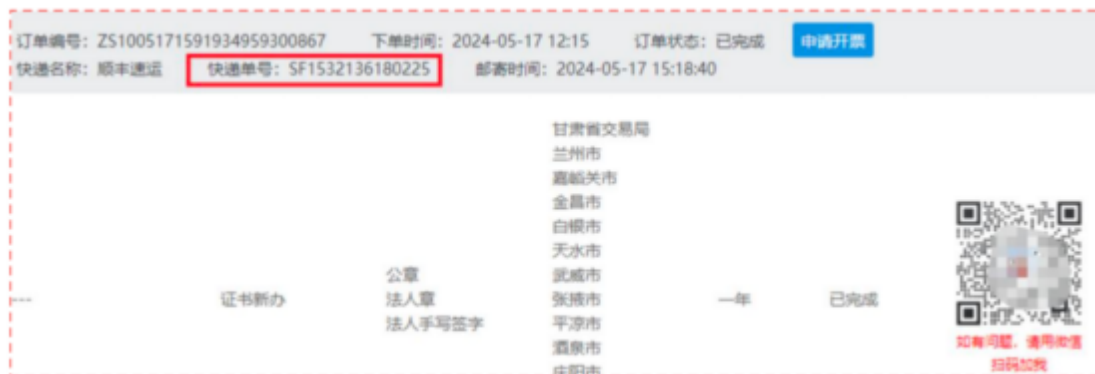 订单编号：ZS1005171591934959300867 下单时间：2024-05-17 12:15 订单状态：已完成 申请开票
快递名称：顺丰速运 快递单号：SF1532136180225 邮寄时间：2024-05-17 15:18:40
甘肃省交易局
兰州市
嘉峪关市
金昌市
白银市
天水市
公章
武威市
---
证书新办
法人章
张掖市
一年
已完成
法人手写签字
平凉市
酒泉市
庆阳市
如有问题，请用微信
扫码加我